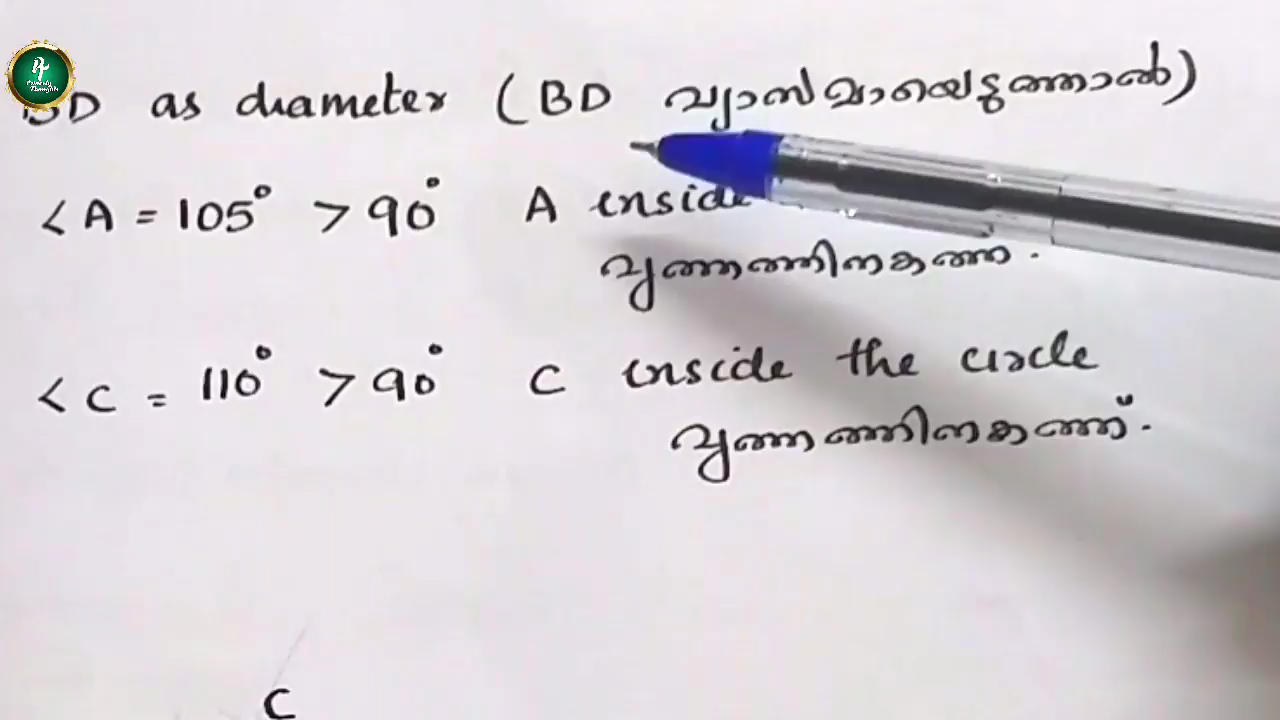 BD as diameter (BD വ്യാസമായെടുത്താൽ)
<A = 105° > 90° A inside
വൃത്തത്തിനകത്ത.
<C = 110° > 90° C inside the circle
വൃത്തത്തിനകത്ത്.
C